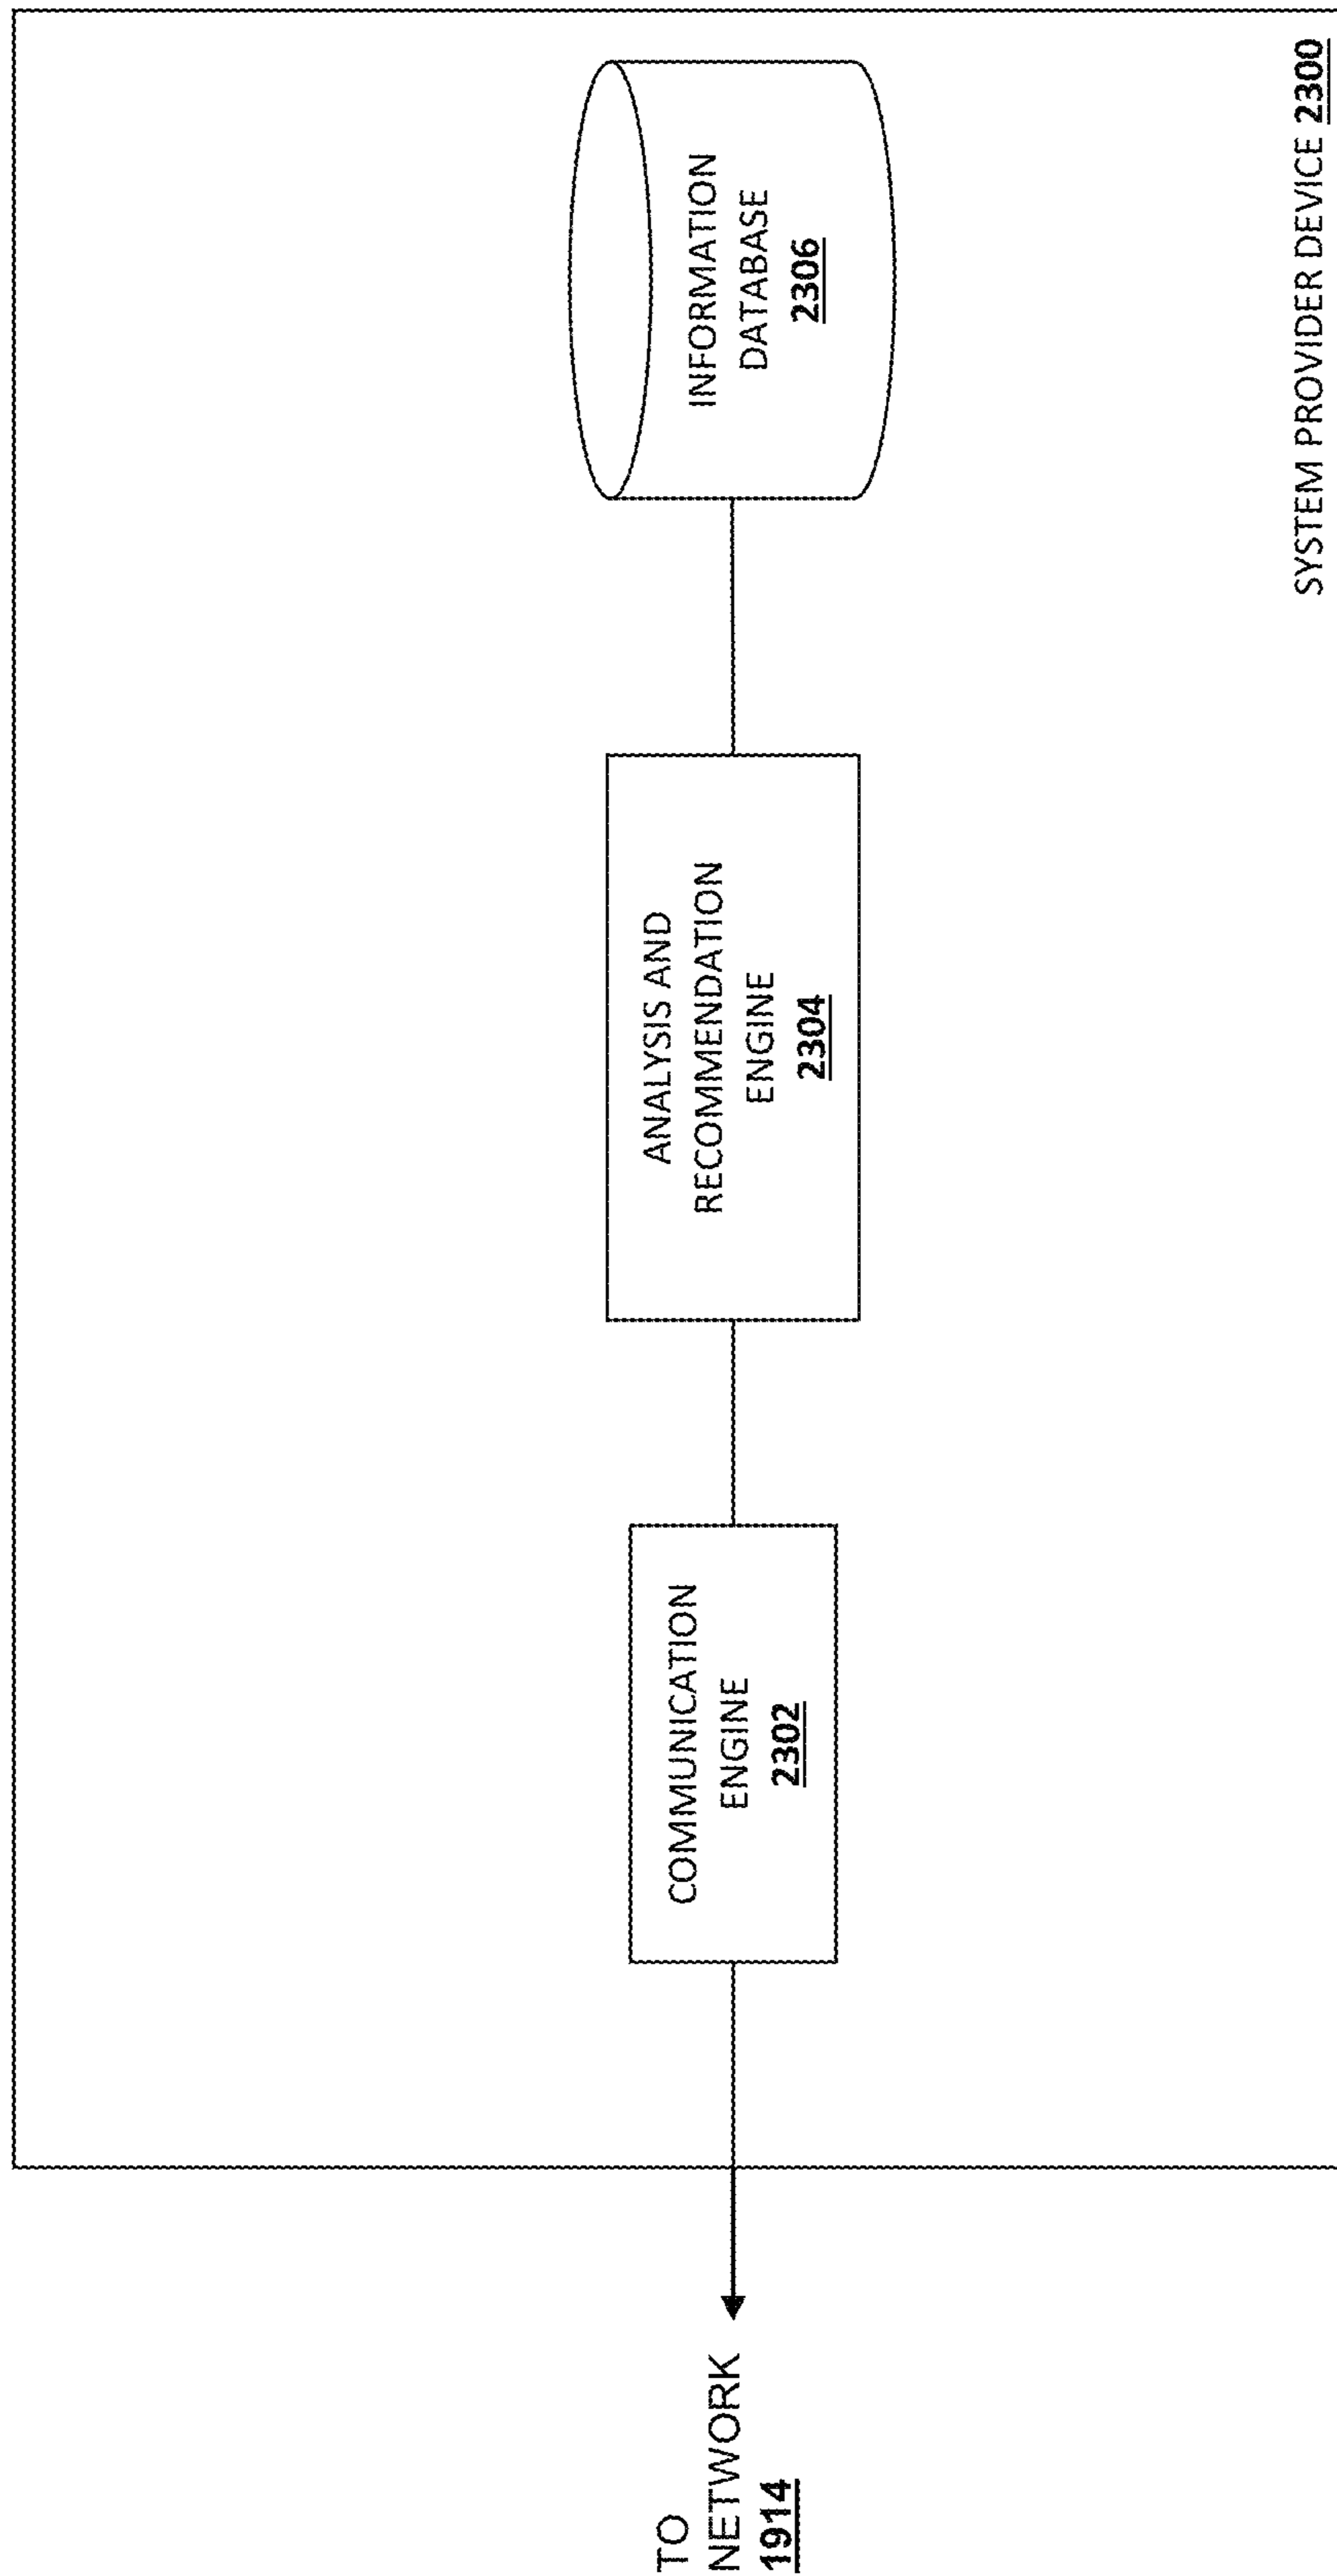 TO
NETWORK
1914
COMMUNICATION
ENGINE
2302
ANALYSIS AND
RECOMMENDATION
ENGINE
2304
INFORMATION
DATABASE
2306
SYSTEM PROVIDER DEVICE 2300